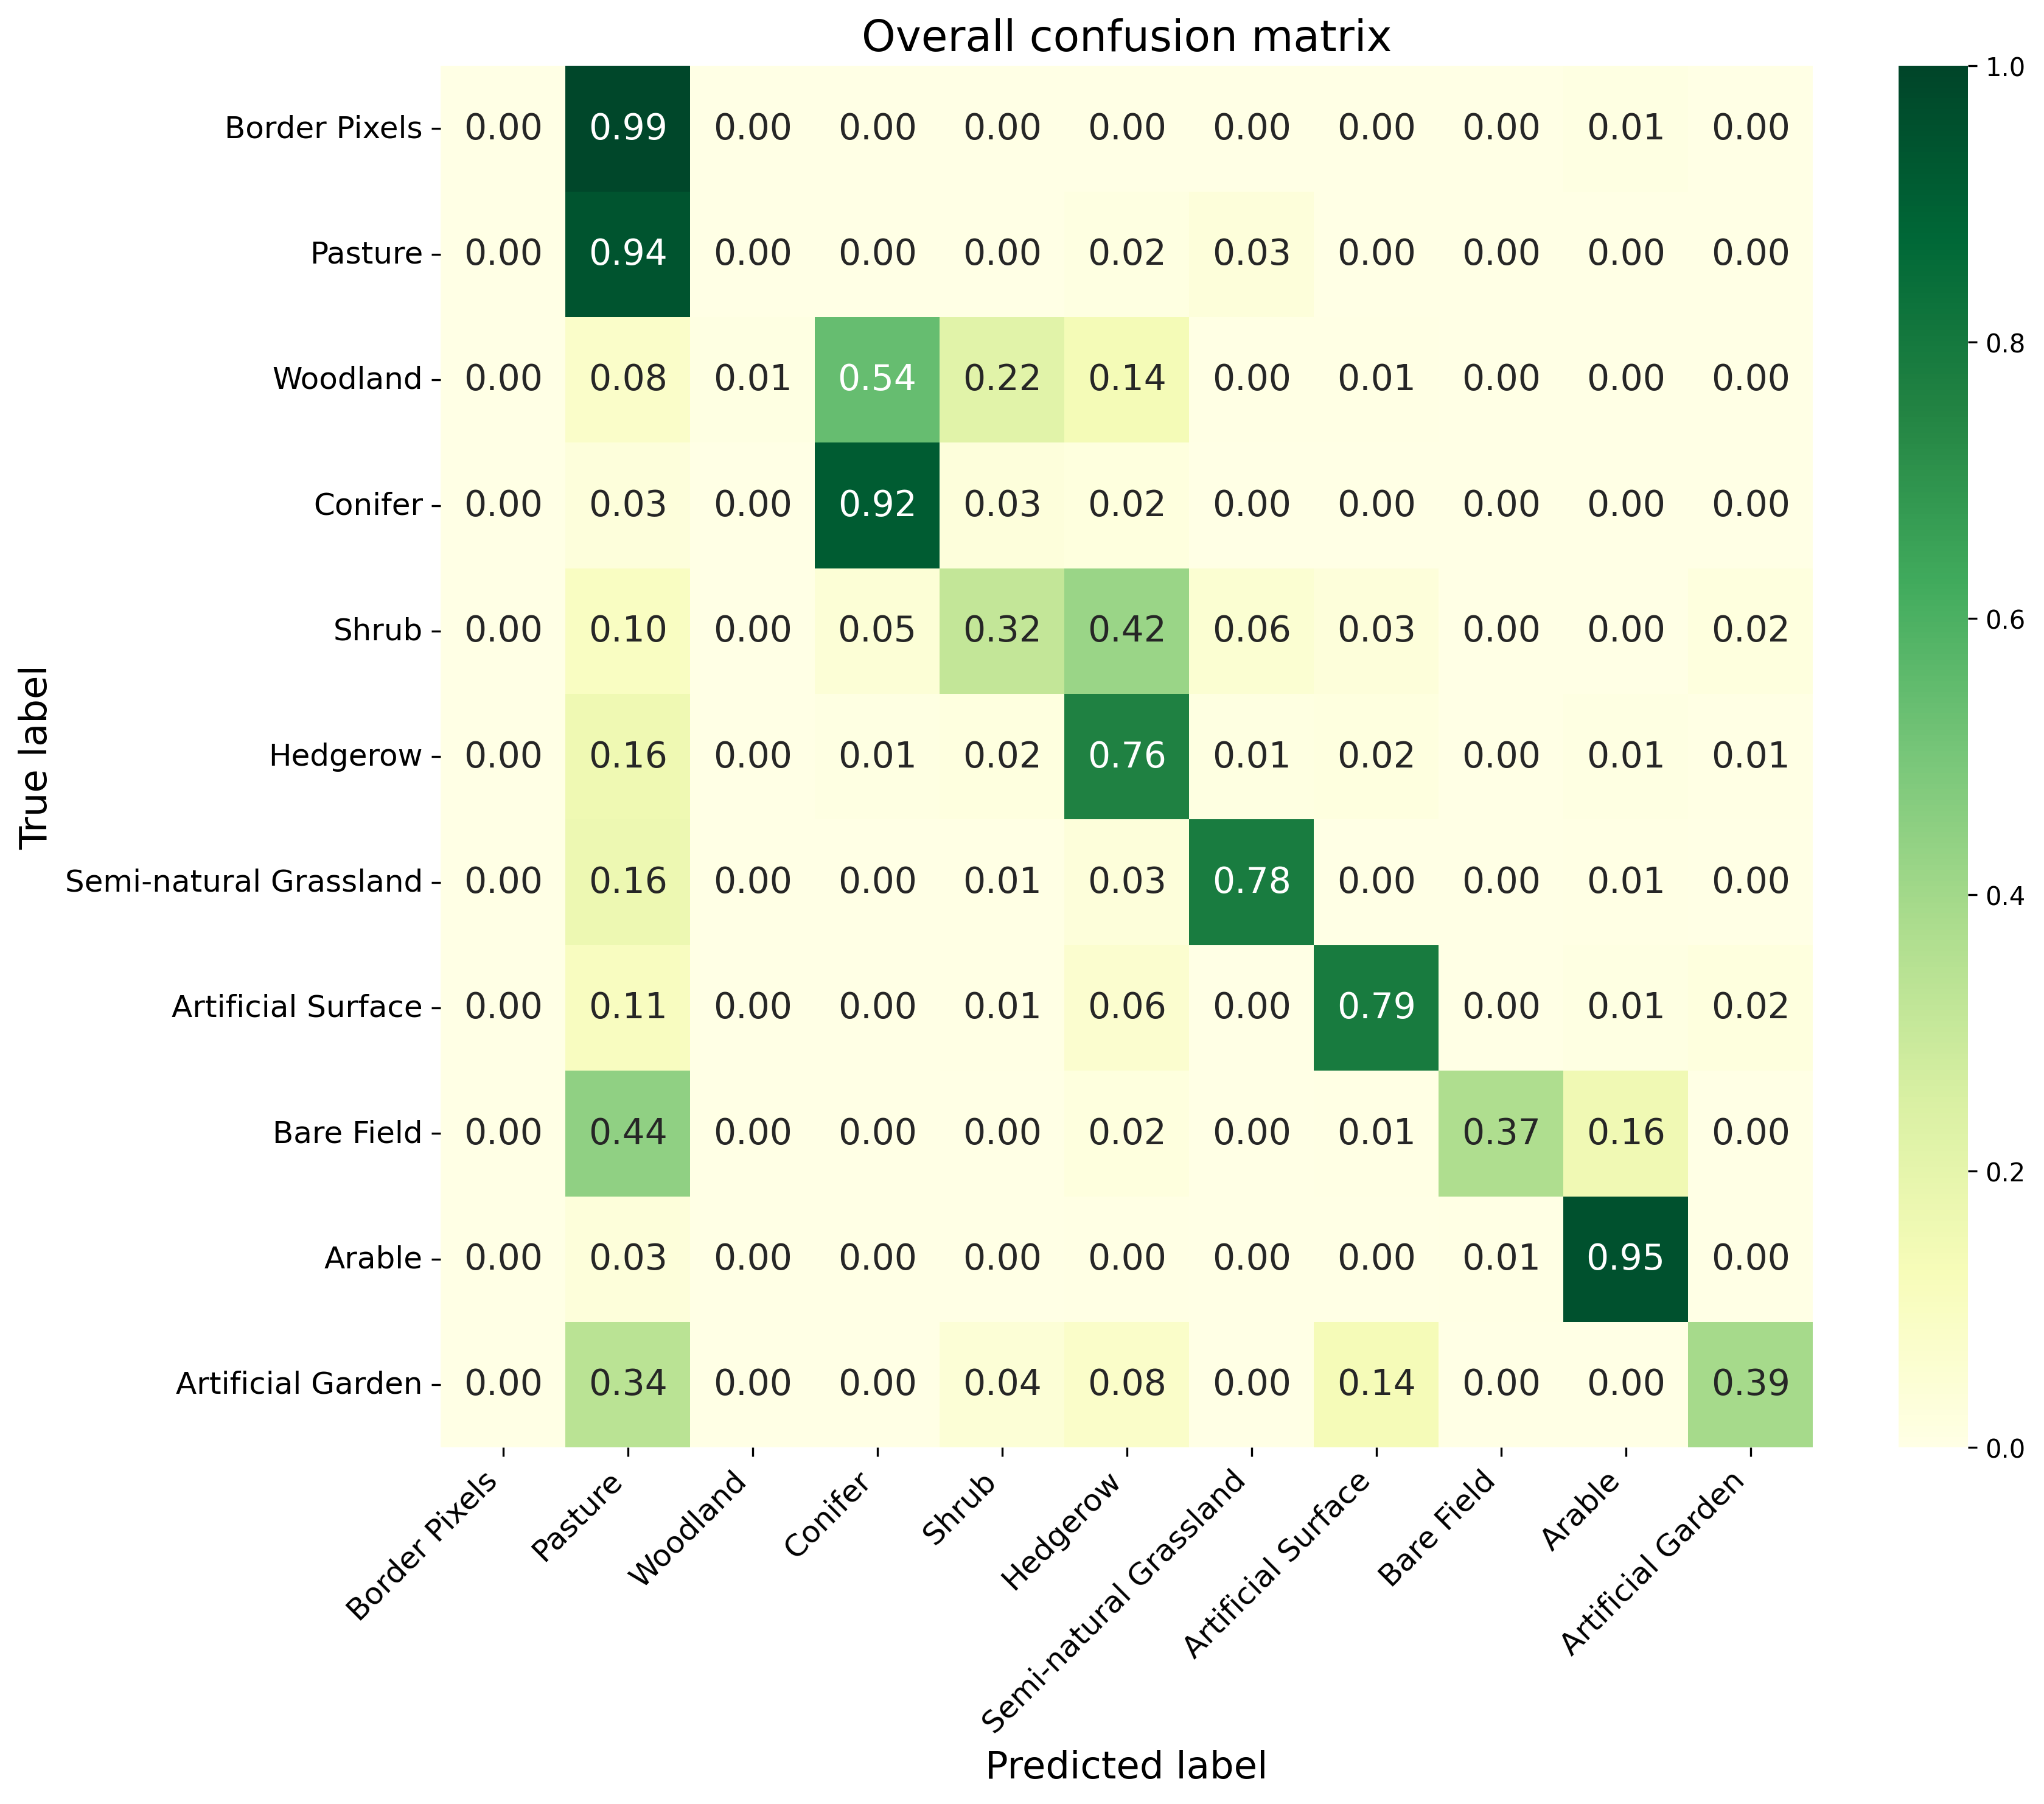 Overall confusion matrix
True label
Border Pixels 0.00 0.99 0.00 0.00 0.00 0.00 0.00 0.00 0.00 0.01 0.00
Pasture 0.00 0.94 0.00 0.00 0.00 0.02 0.03 0.00 0.00 0.00 0.00
Woodland 0.00 0.08 0.01 0.54 0.22 0.14 0.00 0.01 0.00 0.00 0.00
Conifer 0.00 0.03 0.00 0.92 0.03 0.02 0.00 0.00 0.00 0.00 0.00
Shrub 0.00 0.10 0.00 0.05 0.32 0.42 0.06 0.03 0.00 0.00 0.02
Hedgerow 0.00 0.16 0.00 0.01 0.02 0.76 0.01 0.02 0.00 0.01 0.01
Semi-natural Grassland 0.00 0.16 0.00 0.00 0.01 0.03 0.78 0.00 0.00 0.01 0.00
Artificial Surface 0.00 0.11 0.00 0.00 0.01 0.06 0.00 0.79 0.00 0.01 0.02
Bare Field 0.00 0.44 0.00 0.00 0.00 0.02 0.00 0.01 0.37 0.16 0.00
Arable 0.00 0.03 0.00 0.00 0.00 0.00 0.00 0.00 0.01 0.95 0.00
Artificial Garden 0.00 0.34 0.00 0.00 0.04 0.08 0.00 0.14 0.00 0.00 0.39
Border Pixels
Pasture
Woodland
Conifer
Shrub
Hedgerow
Semi-natural Grassland
Artificial Surface
Bare Field
Arable
Artificial Garden
Predicted label
1.0
0.8
0.6
0.4
0.2
0.0